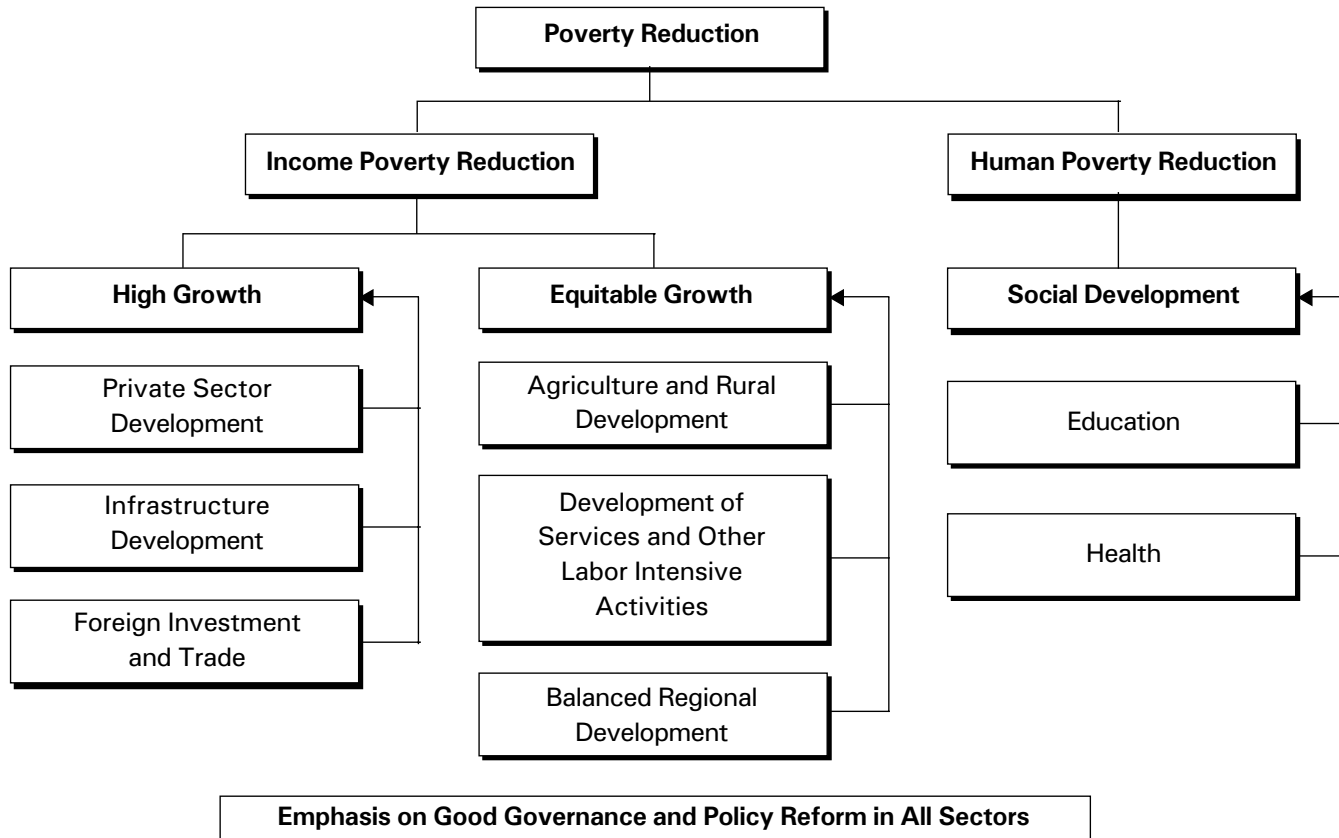 Poverty Reduction
Income Poverty Reduction
Human Poverty Reduction
High Growth
Equitable Growth
Social Development
Private Sector
Development
Agriculture and Rural
Development
Education
Infrastructure
Development
Development of
Services and Other
Labor Intensive
Activities
Health
Foreign Investment
and Trade
Balanced Regional
Development
Emphasis on Good Governance and Policy Reform in All Sectors